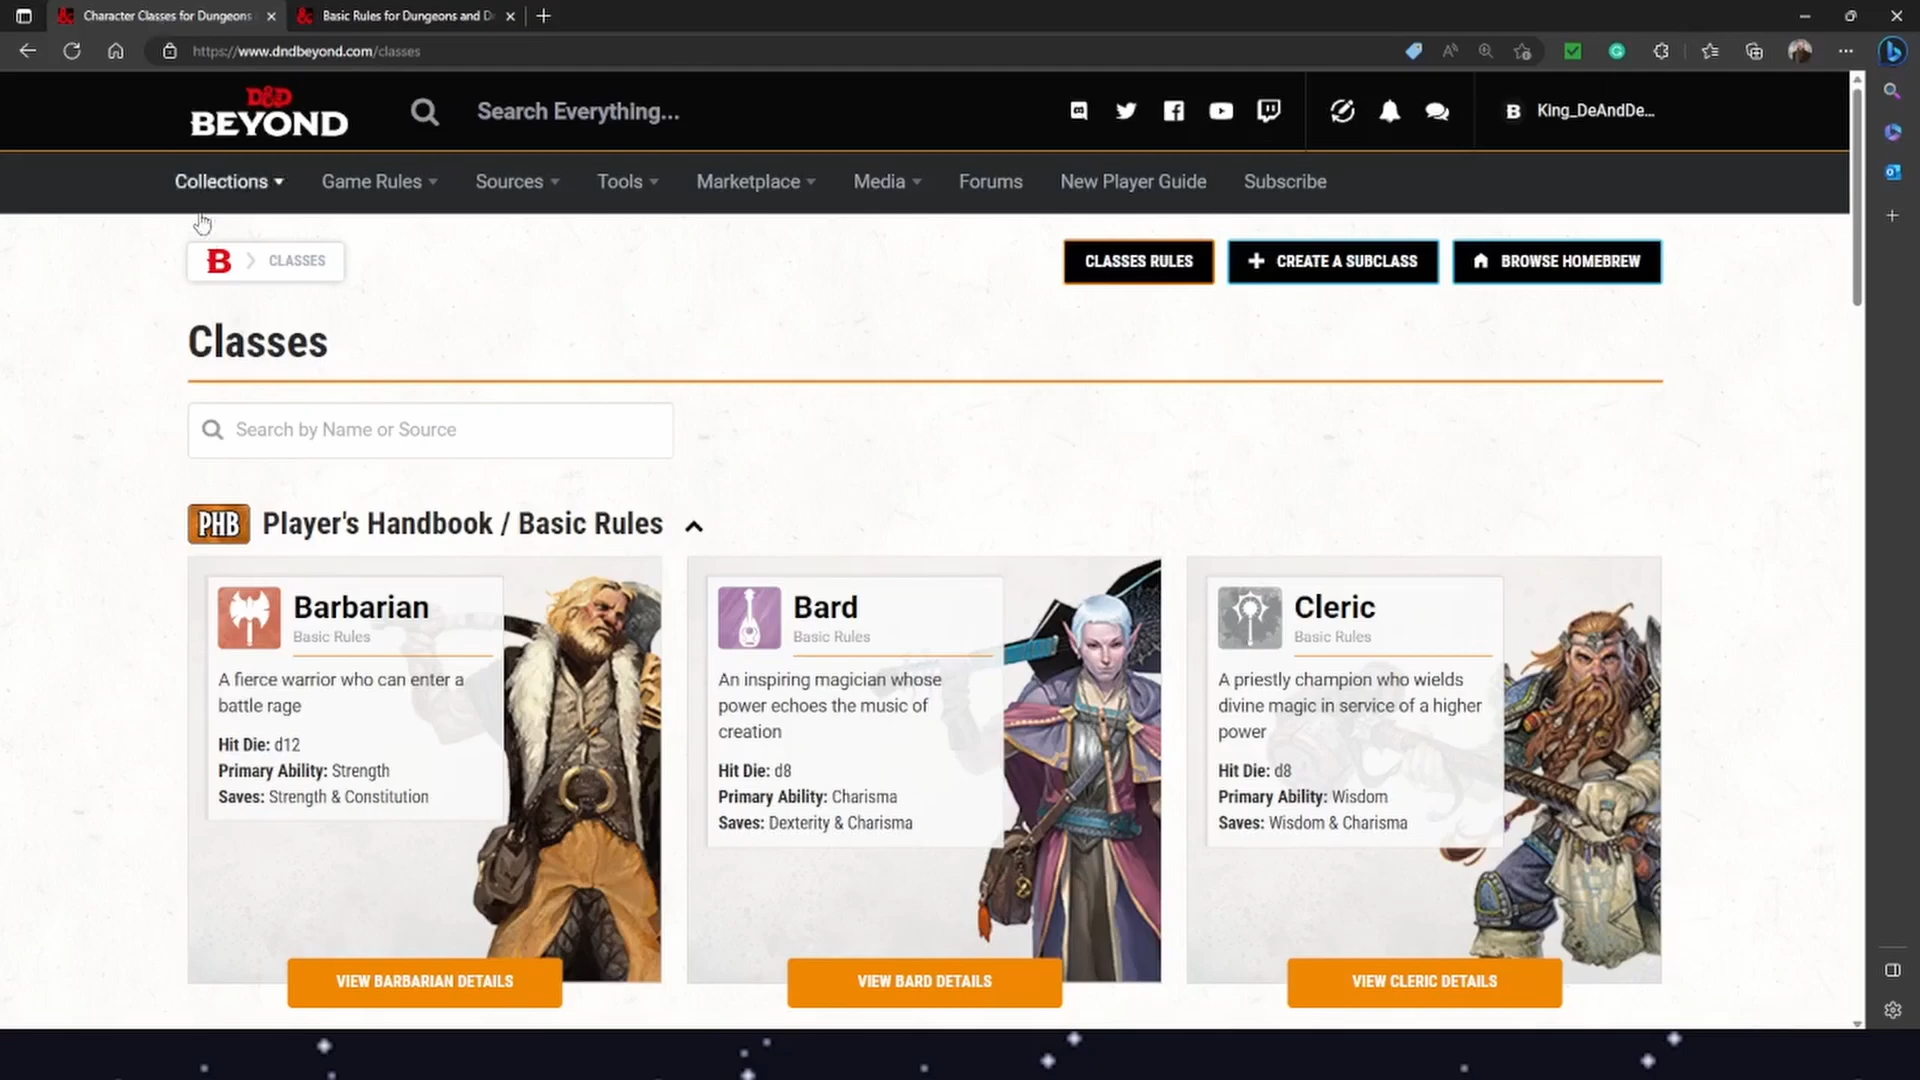 Character Classes for Dungeons
Basic Rules for Dungeons and D
https://www.dndbeyond.com/classes
D&D
BEYOND
Search Everything...
B King_DeAndDe...
Collections
Game Rules
Sources
Tools
Marketplace
Media
Forums
New Player Guide
Subscribe
B
CLASSES
CLASSES RULES
CREATE A SUBCLASS
BROWSE HOMEBREW
Classes
Search by Name or Source
PHB
Player's Handbook / Basic Rules
Barbarian
Basic Rules
A fierce warrior who can enter a
battle rage
Hit Die: d12
Primary Ability: Strength
Saves: Strength & Constitution
VIEW BARBARIAN DETAILS
Bard
Basic Rules
An inspiring magician whose
power echoes the music of
creation
Hit Die: d8
Primary Ability: Charisma
Saves: Dexterity & Charisma
VIEW BARD DETAILS
Cleric
Basic Rules
A priestly champion who wields
divine magic in service of a higher
power
Hit Die: d8
Primary Ability: Wisdom
Saves: Wisdom & Charisma
VIEW CLERIC DETAILS